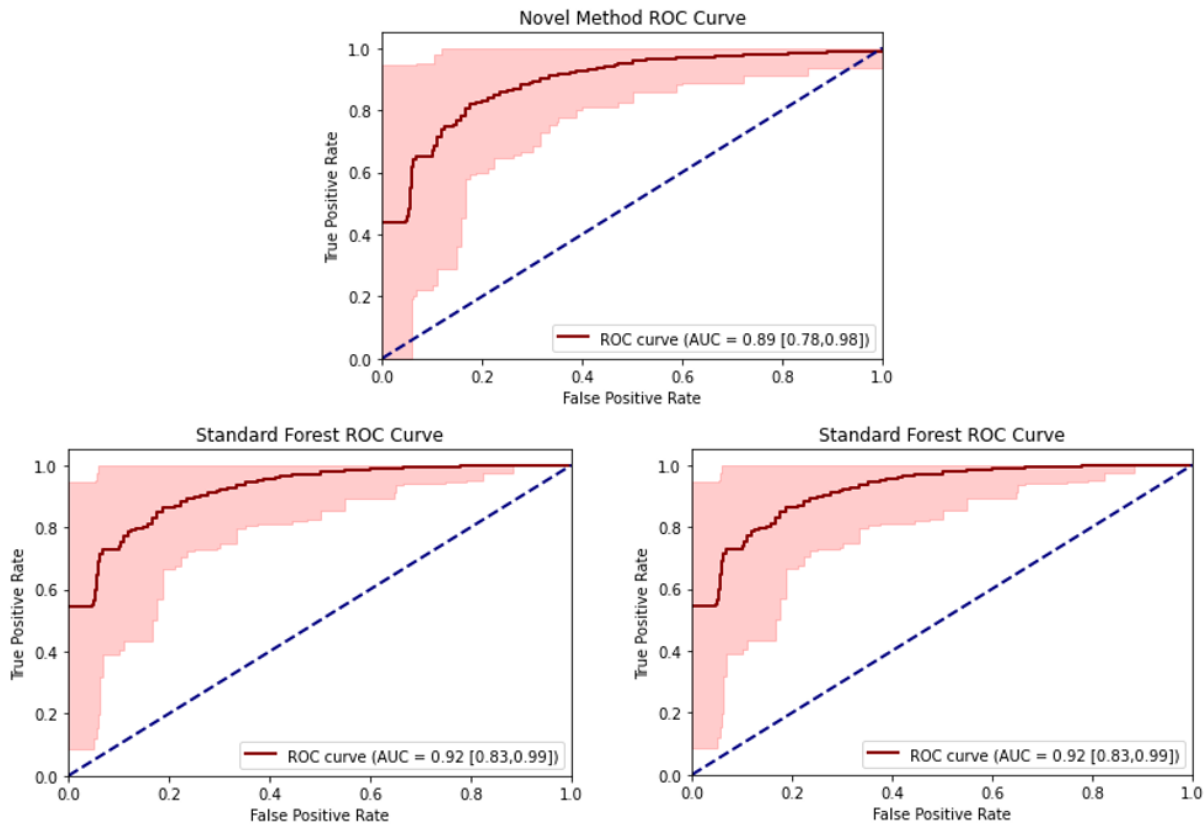 Novel Method ROC Curve
True Positive Rate
1.0
0.8
0.6
0.4
0.2
0.0
ROC curve (AUC = 0.89 [0.78,0.98])
0.0 0.2 0.4 0.6 0.8 1.0
False Positive Rate
Standard Forest ROC Curve
True Positive Rate
1.0
0.8
0.6
0.4
0.2
0.0
ROC curve (AUC = 0.92 [0.83,0.99])
0.0 0.2 0.4 0.6 0.8 1.0
False Positive Rate
Standard Forest ROC Curve
True Positive Rate
1.0
0.8
0.6
0.4
0.2
0.0
ROC curve (AUC = 0.92 [0.83,0.99])
0.0 0.2 0.4 0.6 0.8 1.0
False Positive Rate